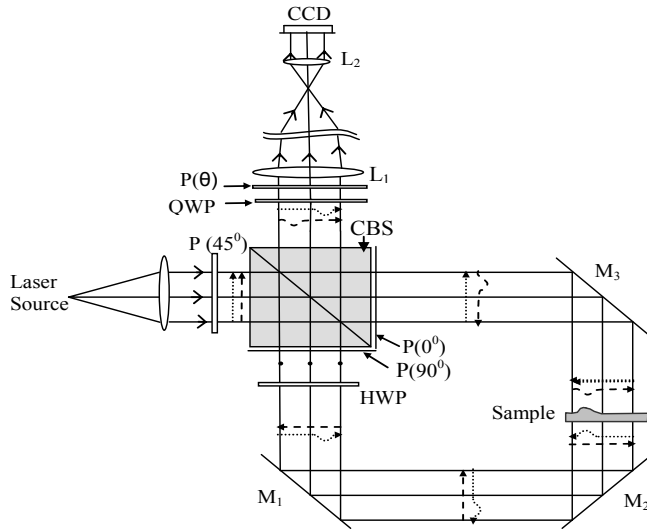 CCD
L₂
L₁
P(θ)
QWP
CBS
P (45⁰)
Laser
Source
M₃
P(0⁰)
P(90⁰)
HWP
Sample
M₁
M₂